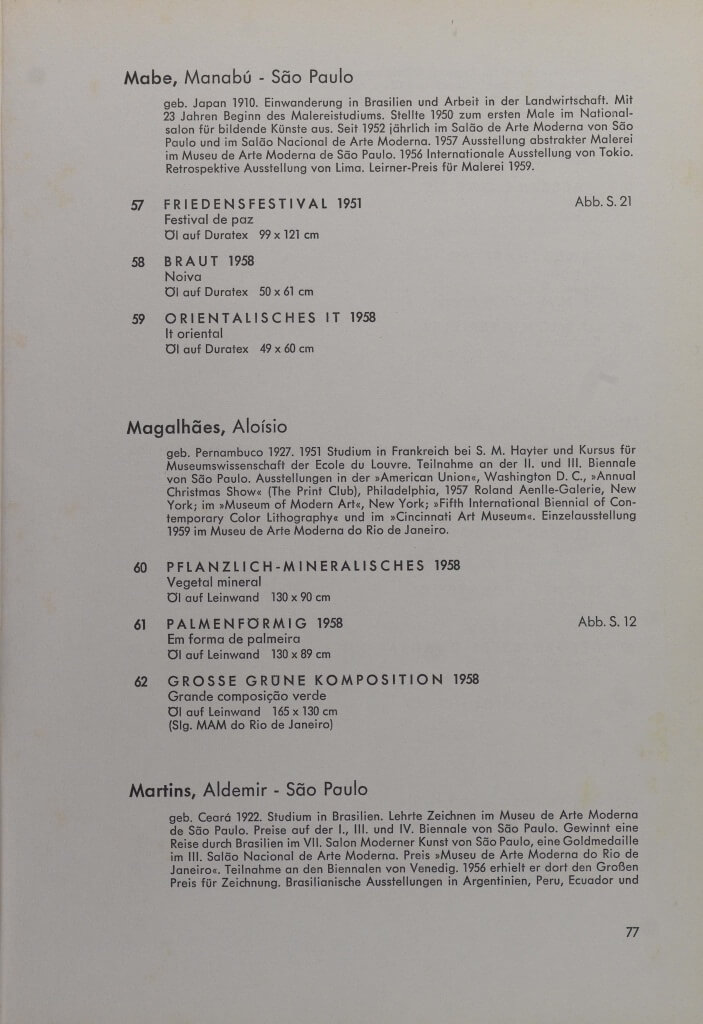 Mabe, Manabú - São Paulo
geb. Japan 1910. Einwanderung in Brasilien und Arbeit in der Landwirtschaft. Mit
23 Jahren Beginn des Malereistudiums. Stellte 1950 zum ersten Male im National-
salon für bildende Künste aus. Seit 1952 jährlich im Salão de Arte Moderna von São
Paulo und im Salão Nacional de Arte Moderna. 1957 Ausstellung abstrakter Malerei
im Museu de Arte Moderna de São Paulo. 1956 Internationale Ausstellung von Tokio.
Retrospektive Ausstellung von Lima. Leirner-Preis für Malerei 1959.
57 FRIEDENSFESTIVAL 1951 Abb. S. 21
Festival de paz
Öl auf Duratex 99 x 121 cm
58 BRAUT 1958
Noiva
Öl auf Duratex 50 x 61 cm
59 ORIENTALISCHES IT 1958
It oriental
Öl auf Duratex 49 x 60 cm
Magalhães, Aloísio
geb. Pernambuco 1927. 1951 Studium in Frankreich bei S. M. Hayter und Kursus für
Museumswissenschaft der Ecole du Louvre. Teilnahme an der II. und III. Biennale
von São Paulo. Ausstellungen in der »American Union«, Washington D. C., »Annual
Christmas Show« (The Print Club), Philadelphia, 1957 Roland Aenlle-Galerie, New
York; im »Museum of Modern Art«, New York; »Fifth International Biennial of Con-
temporary Color Lithography« und im »Cincinnati Art Museum«. Einzelausstellung
1959 im Museu de Arte Moderna do Rio de Janeiro.
60 PFLANZLICH-MINERALISCHES 1958
Vegetal mineral
Öl auf Leinwand 130 x 90 cm
61 PALMENFÖRMIG 1958 Abb. S. 12
Em forma de palmeira
Öl auf Leinwand 130 x 89 cm
62 GROSSE GRÜNE KOMPOSITION 1958
Grande composição verde
Öl auf Leinwand 165 x 130 cm
(Slg. MAM do Rio de Janeiro)
Martins, Aldemir - São Paulo
geb. Ceará 1922. Studium in Brasilien. Lehrte Zeichnen im Museu de Arte Moderna
de São Paulo. Preise auf der I., III. und IV. Biennale von São Paulo. Gewinnt eine
Reise durch Brasilien im VII. Salon Moderner Kunst von São Paulo, eine Goldmedaille
im III. Salão Nacional de Arte Moderna. Preis »Museu de Arte Moderna do Rio de
Janeiro«. Teilnahme an den Biennalen von Venedig. 1956 erhielt er dort den Großen
Preis für Zeichnung. Brasilianische Ausstellungen in Argentinien, Peru, Ecuador und
77